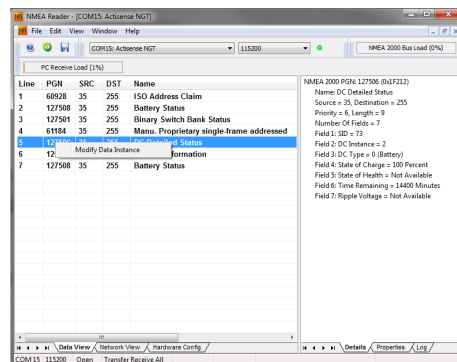 NMEA Reader - [COM15: Actisense NGT]
File Edit View Window Help
COM15: Actisense NGT 115200 NMEA 2000 Bus Load (0%)
PC Receive Load (1%)
Line PGN SRC DST Name
1 60928 35 255 ISO Address Claim
2 127508 35 255 Battery Status
3 127501 35 255 Binary Switch Bank Status
4 61184 35 255 Manu. Proprietary single-frame addressed
5 127506 35 255 DC Detailed Status
Modify Data Instance
6 12 formation
7 127508 35 255 Battery Status
NMEA 2000 PGN: 127506 (0x1F212)
Name: DC Detailed Status
Source = 35, Destination = 255
Priority = 6, Length = 9
Number Of Fields = 7
Field 1: SID = 73
Field 2: DC Instance = 2
Field 3: DC Type = 0 (Battery)
Field 4: State of Charge = 100 Percent
Field 5: State of Health = Not Available
Field 6: Time Remaining = 14400 Minutes
Field 7: Ripple Voltage = Not Available
Data View Network View Hardware Config Details Properties Log
COM 15 115200 Open Transfer Receive All